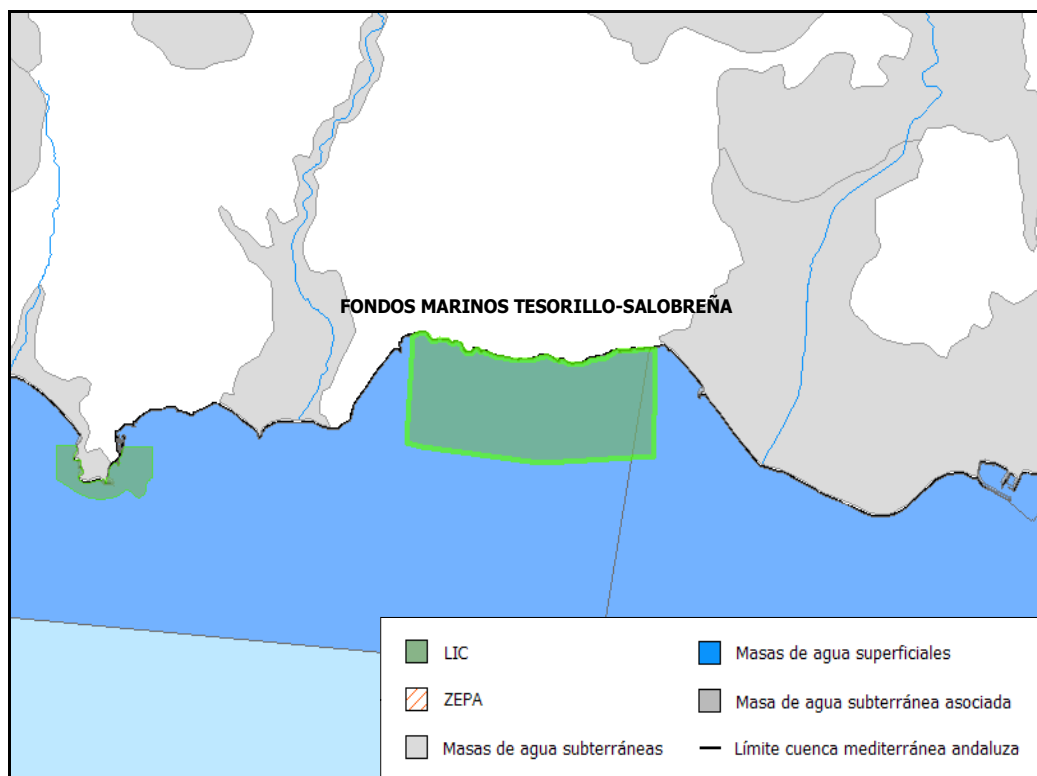 FONDOS MARINOS TESORILLO-SALOBREÑA
LIC
Masas de agua superficiales
ZEPA
Masa de agua subterránea asociada
Masas de agua subterráneas
Límite cuenca mediterránea andaluza